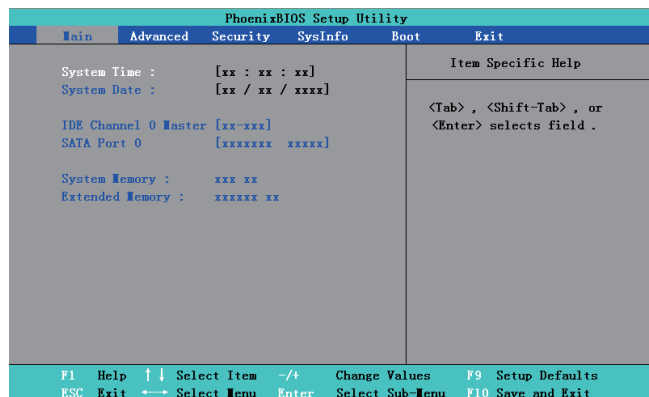 PhoenixBIOS Setup Utility
Main Advanced Security SysInfo Boot Exit
System Time : [xx : xx : xx]
System Date : [xx / xx / xxxx]
IDE Channel 0 Master [xx-xxx]
SATA Port 0 [xxxxxxx xxxxx]
System Memory : xxx xx
Extended Memory : xxxxxx xx
Item Specific Help
<Tab> , <Shift-Tab> , or
<Enter> selects field .
F1 Help ↑ ↓ Select Item -/+ Change Values F9 Setup Defaults
ESC Exit ←→ Select Menu Enter Select Sub-Menu F10 Save and Exit